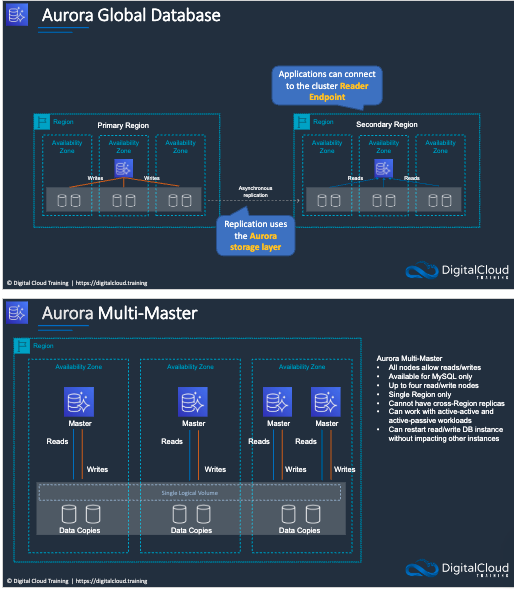 Aurora Global Database
Applications can connect
to the cluster Reader
Endpoint
Region
Primary Region
Availability
Zone
Availability
Zone
Availability
Zone
Writes
Writes
Asynchronous
replication
Region
Secondary Region
Availability
Zone
Availability
Zone
Availability
Zone
Reads
Reads
Replication uses
the Aurora
storage layer
© Digital Cloud Training | https://digitalcloud.training
DigitalCloud
TRAINING
Aurora Multi-Master
Region
Availability Zone
Availability Zone
Availability Zone
Master
Master
Master
Master
Reads
Reads
Reads
Reads
Writes
Writes
Writes
Writes
Single Logical Volume
Data Copies
Data Copies
Data Copies
Aurora Multi-Master
• All nodes allow reads/writes
• Available for MySQL only
• Up to four read/write nodes
• Single Region only
• Cannot have cross-Region replicas
• Can work with active-active and
active-passive workloads
• Can restart read/write DB instance
without impacting other instances
© Digital Cloud Training | https://digitalcloud.training
DigitalCloud
TRAINING